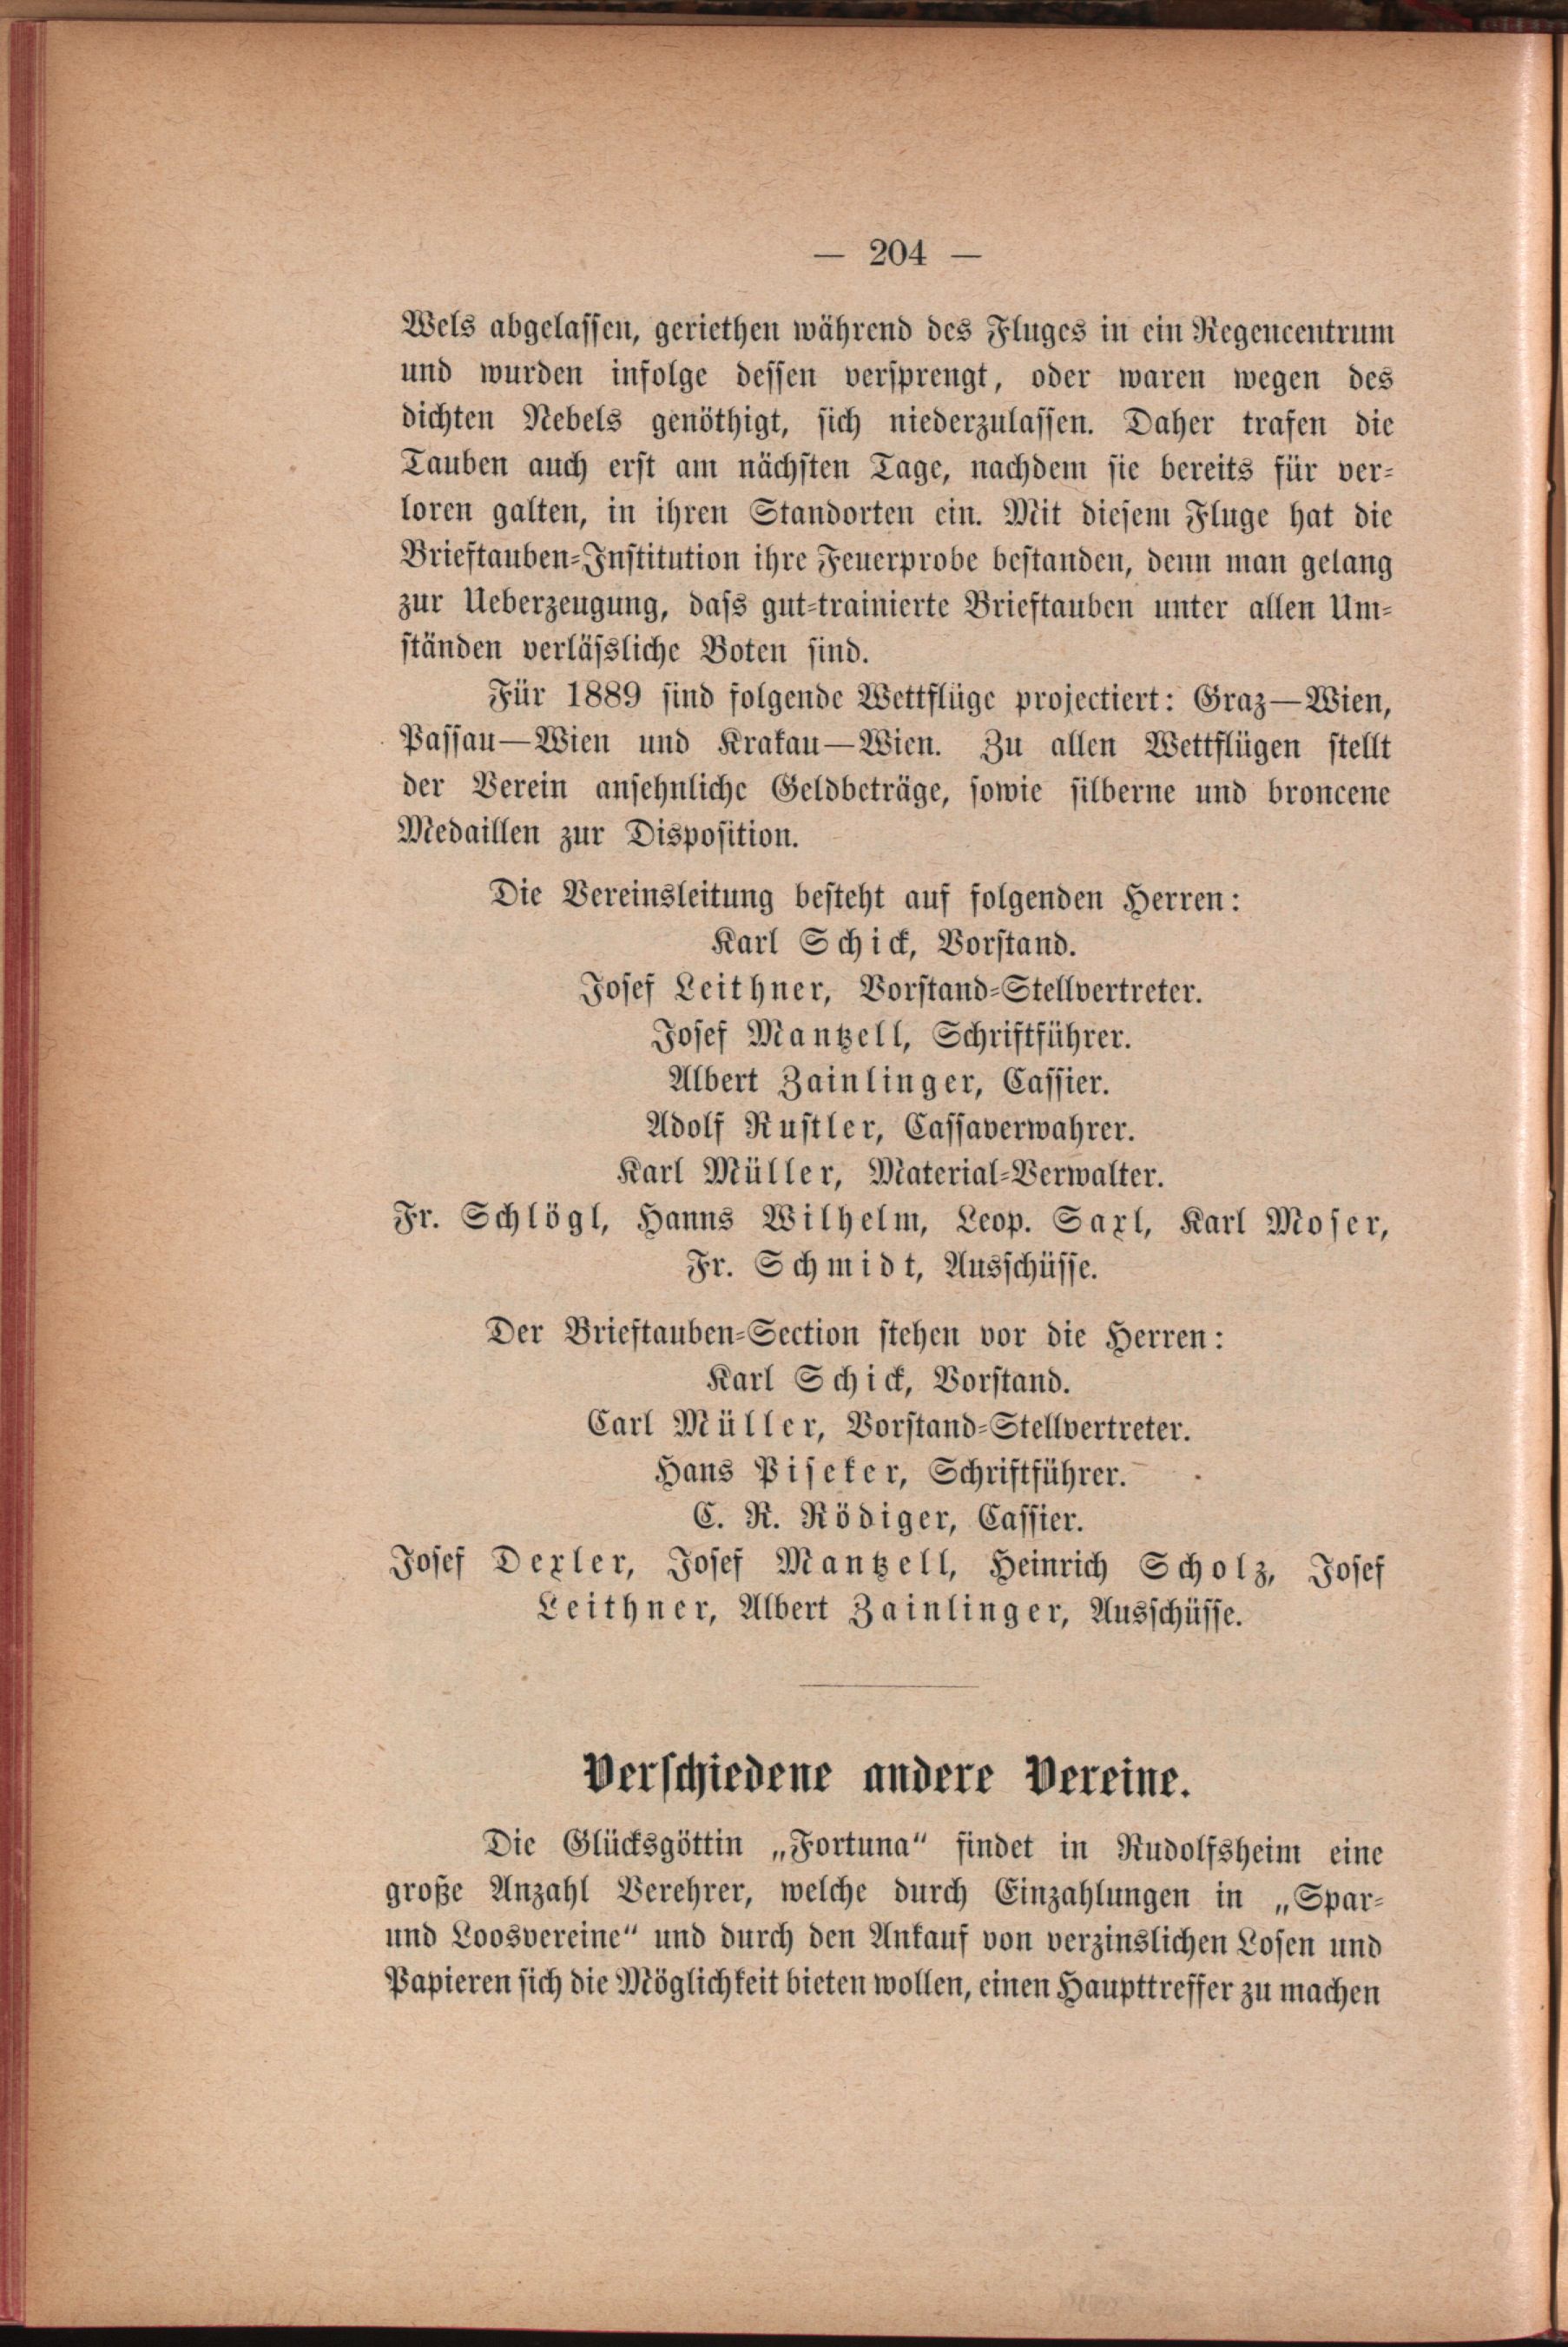 — 204 —
Wels abgelassen, geriethen während des Fluges in ein Regencentrum
und wurden infolge dessen versprengt, oder waren wegen des
dichten Nebels genöthigt, sich niederzulassen. Daher trafen die
Tauben auch erst am nächsten Tage, nachdem sie bereits für ver-
loren galten, in ihren Standorten ein. Mit diesem Fluge hat die
Brieftauben-Institution ihre Feuerprobe bestanden, denn man gelang
zur Ueberzeugung, dass gut-trainierte Brieftauben unter allen Um-
ständen verlässliche Boten sind.
Für 1889 sind folgende Wettflüge projectiert: Graz—Wien,
Passau—Wien und Krakau—Wien. Zu allen Wettflügen stellt
der Verein ansehnliche Geldbeträge, sowie silberne und broncene
Medaillen zur Disposition.
Die Vereinsleitung besteht auf folgenden Herren:
Karl Schick, Vorstand.
Josef Leithner, Vorstand-Stellvertreter.
Josef Mantzell, Schriftführer.
Albert Zainlinger, Cassier.
Adolf Rustler, Cassaverwahrer.
Karl Müller, Material-Verwalter.
Fr. Schlögl, Hanns Wilhelm, Leop. Saxl, Karl Moser,
Fr. Schmidt, Ausschüsse.
Der Brieftauben-Section stehen vor die Herren:
Karl Schick, Vorstand.
Carl Müller, Vorstand-Stellvertreter.
Hans Piseker, Schriftführer.
C. R. Rödiger, Cassier.
Josef Dexler, Josef Mantzell, Heinrich Scholz, Josef
Leithner, Albert Zainlinger, Ausschüsse.
Verschiedene andere Vereine.
Die Glücksgöttin „Fortuna“ findet in Rudolfsheim eine
große Anzahl Verehrer, welche durch Einzahlungen in „Spar-
und Loosvereine“ und durch den Ankauf von verzinslichen Losen und
Papieren sich die Möglichkeit bieten wollen, einen Haupttreffer zu machen